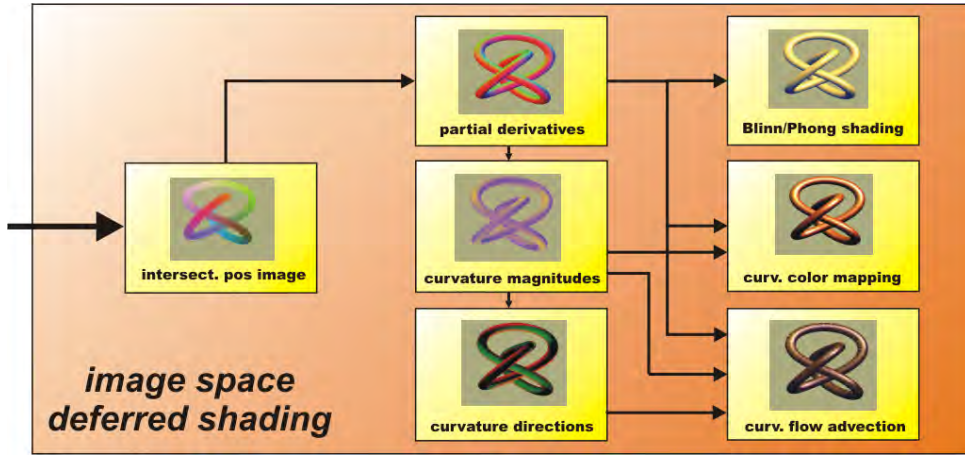 partial derivatives
Blinn/Phong shading
intersect. pos image
curvature magnitudes
curv. color mapping
image space
deferred shading
curvature directions
curv. flow advection